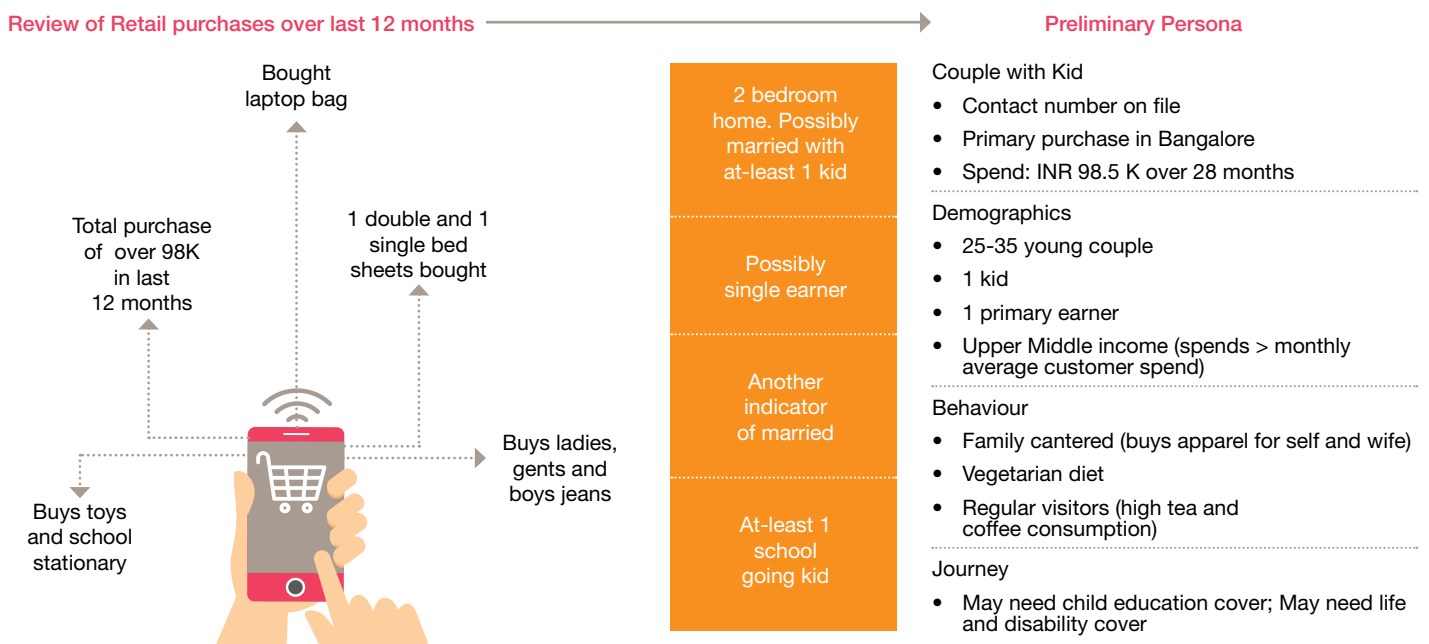 Review of Retail purchases over last 12 months
Preliminary Persona
Bought
laptop bag
Total purchase
of over 98K
in last
12 months
1 double and 1
single bed
sheets bought
Buys ladies,
gents and
boys jeans
Buys toys
and school
stationary
2 bedroom
home. Possibly
married with
at-least 1 kid
Possibly
single earner
Another
indicator
of married
At-least 1
school
going kid
Couple with Kid
• Contact number on file
• Primary purchase in Bangalore
• Spend: INR 98.5 K over 28 months
Demographics
• 25-35 young couple
• 1 kid
• 1 primary earner
• Upper Middle income (spends > monthly
average customer spend)
Behaviour
• Family cantered (buys apparel for self and wife)
• Vegetarian diet
• Regular visitors (high tea and
coffee consumption)
Journey
• May need child education cover; May need life
and disability cover